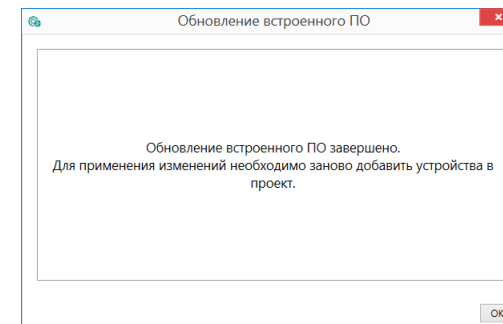 Обновление встроенного ПО
Обновление встроенного ПО завершено.
Для применения изменений необходимо заново добавить устройства в
проект.
ОК